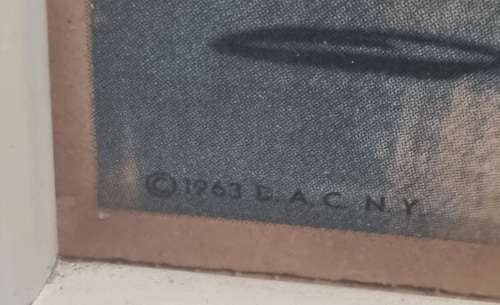 © 1963 D. A. C. N. Y.